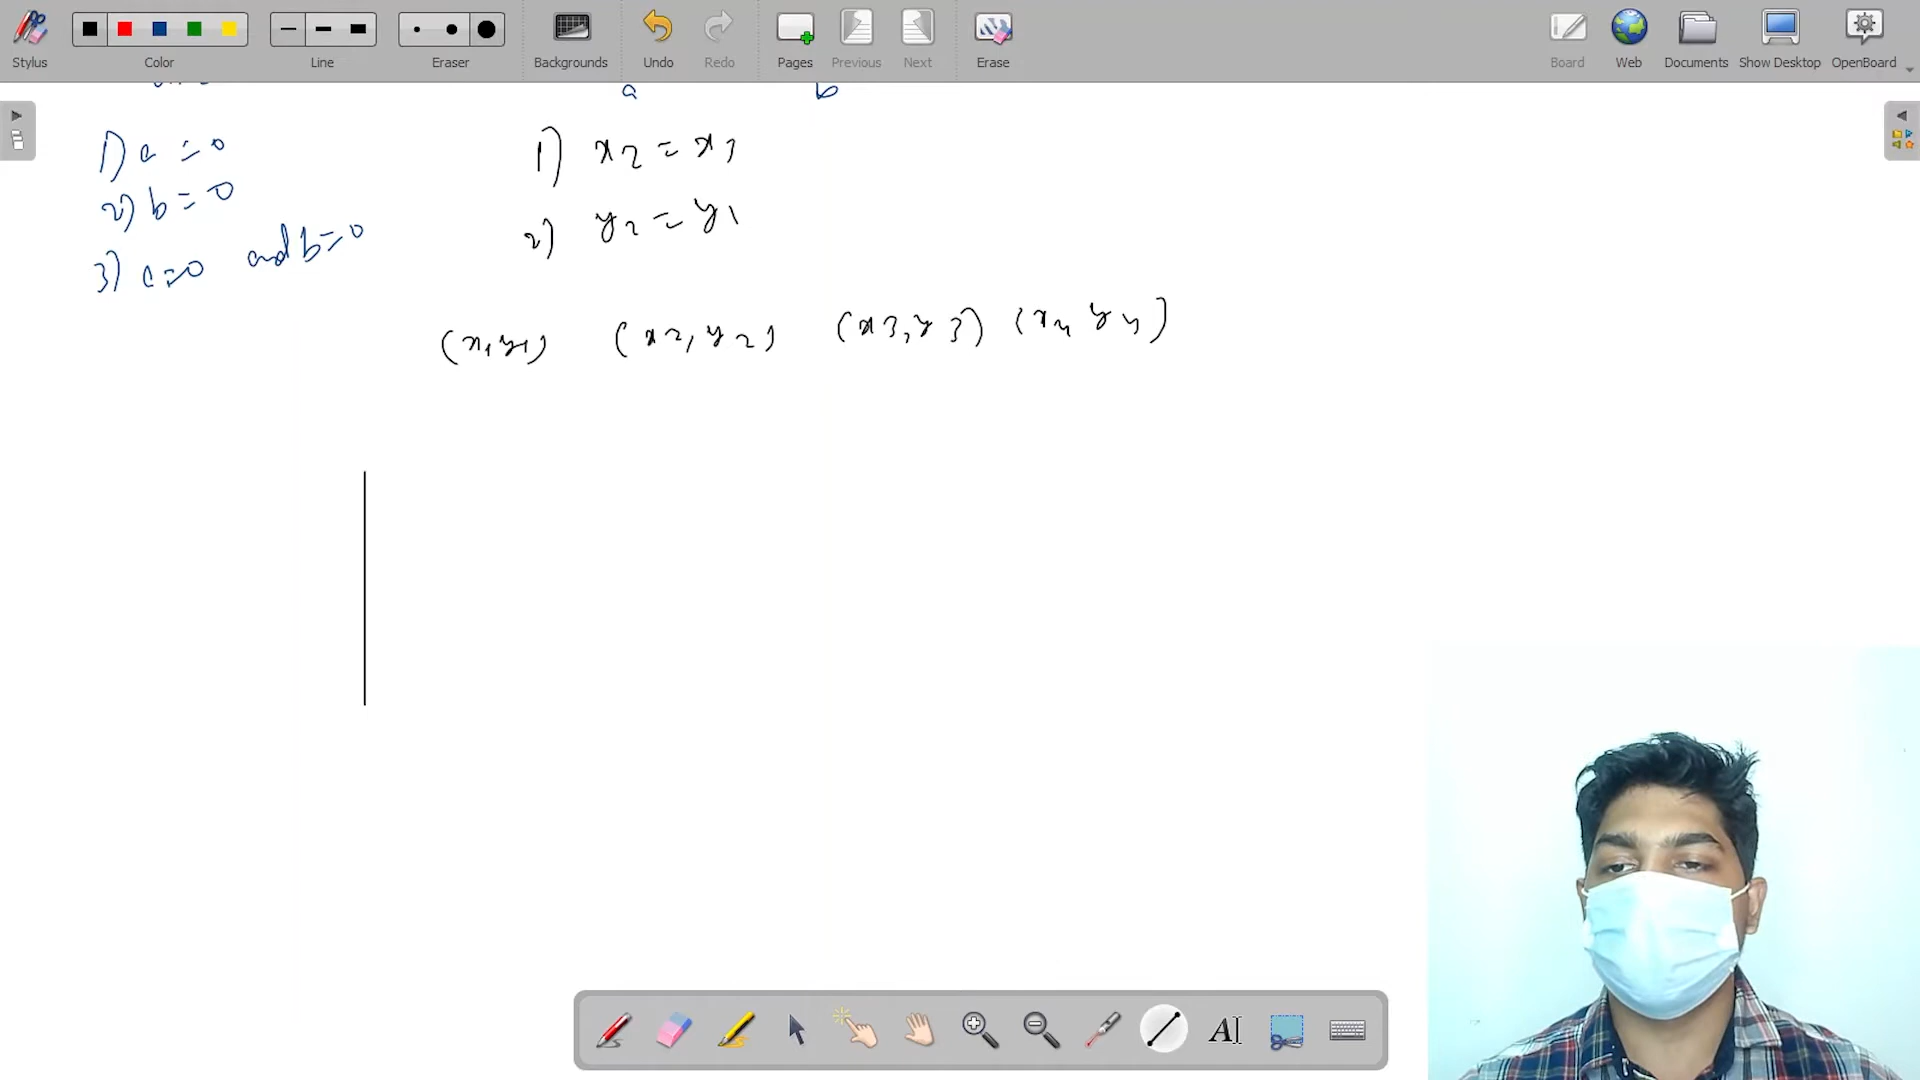 Stylus Color Line Eraser Backgrounds Undo Redo Pages Previous Next Erase Board Web Documents Show Desktop OpenBoard
a b
1) a = 0
2) b = 0
3) a = 0 and b = 0
1) x2 = x3
2) y2 = y1
(x1 y1) (x2, y2) (x3, y3) (x4 y4)
A